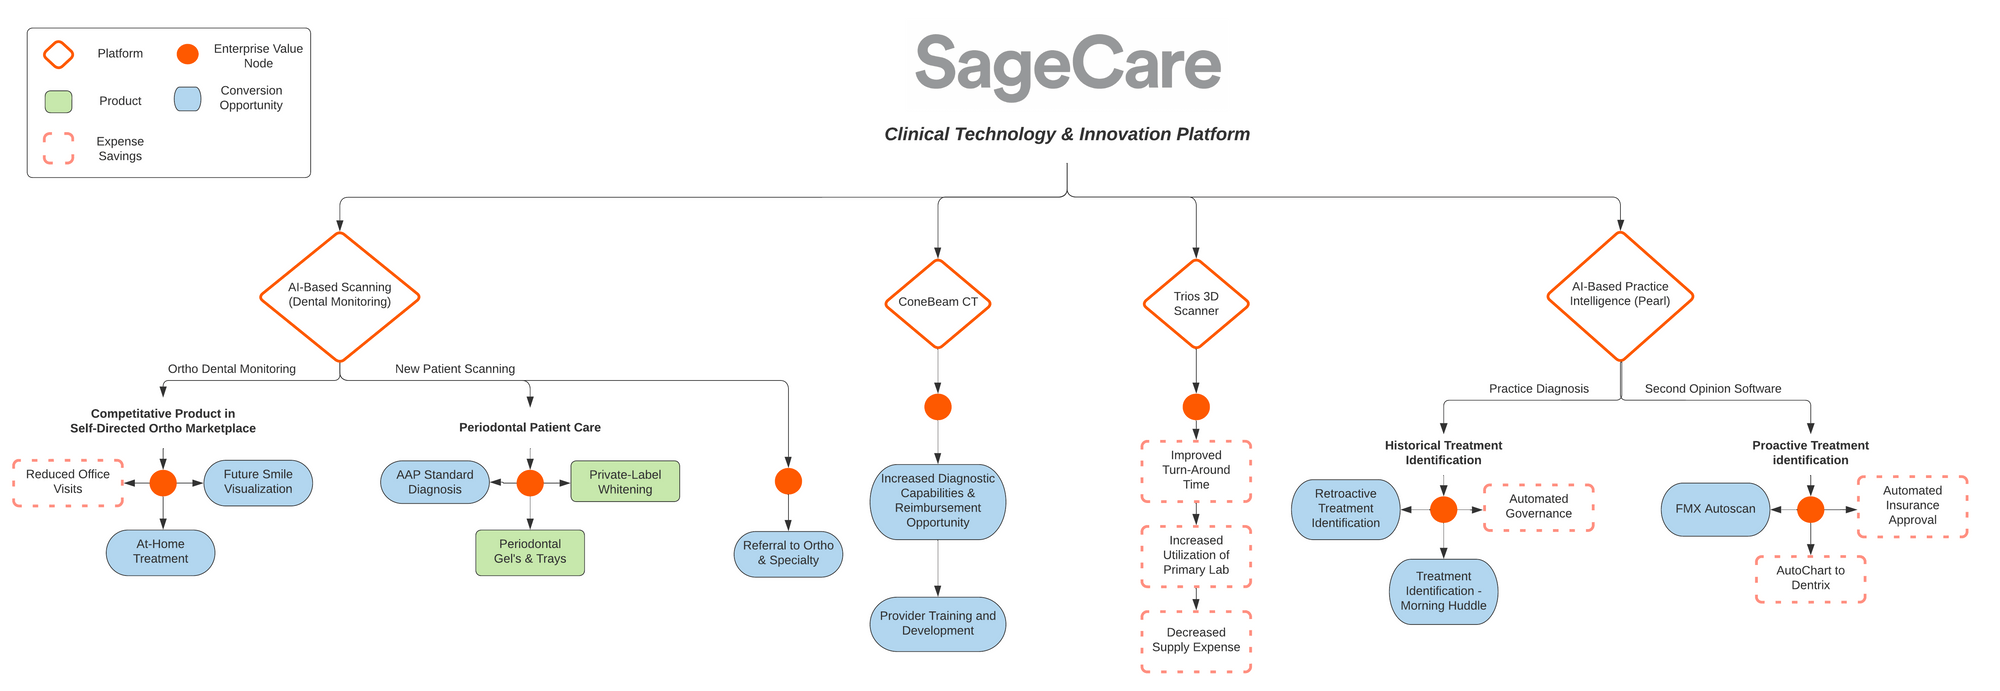 Platform
Enterprise Value
Node
Product
Conversion
Opportunity
Expense
Savings
SageCare
Clinical Technology & Innovation Platform
AI-Based Scanning
(Dental Monitoring)
ConeBeam CT
Trios 3D
Scanner
AI-Based Practice
Intelligence (Pearl)
Ortho Dental Monitoring
New Patient Scanning
Practice Diagnosis
Second Opinion Software
Competitative Product in
Self-Directed Ortho Marketplace
Reduced Office
Visits
Future Smile
Visualization
At-Home
Treatment
Periodontal Patient Care
AAP Standard
Diagnosis
Private-Label
Whitening
Periodontal
Gel's & Trays
Referral to Ortho
& Specialty
Increased Diagnostic
Capabilities &
Reimbursement
Opportunity
Provider Training and
Development
Improved
Turn-Around
Time
Increased
Utilization of
Primary Lab
Decreased
Supply Expense
Historical Treatment
Identification
Retroactive
Treatment
Identification
Automated
Governance
Treatment
Identification -
Morning Huddle
Proactive Treatment
identification
FMX Autoscan
Automated
Insurance
Approval
AutoChart to
Dentrix